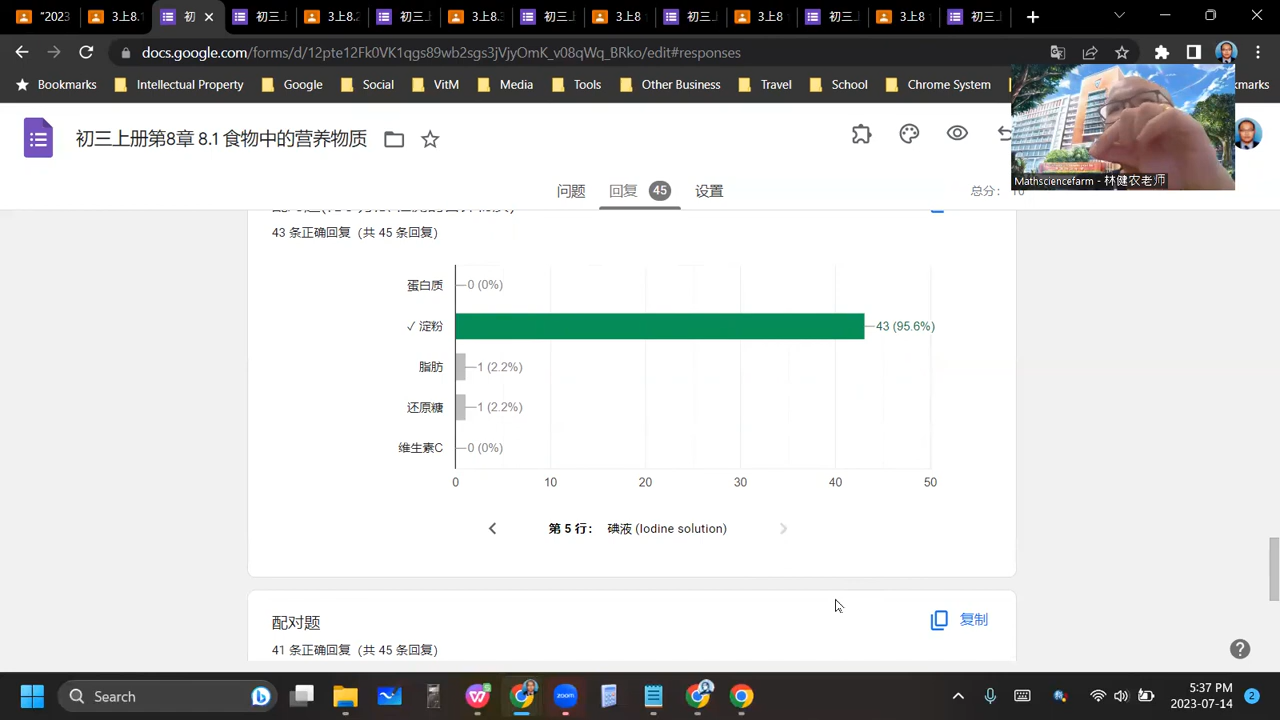 "2023
3上8.1
初
初三上
3上8.2
初三上
3上8.3
初三上
3上8
初三上
3上8
初三上
3上8
初三上
docs.google.com/forms/d/12pte12Fk0VK1qgs89wb2sgs3jVjyOmK_v08qWq_BRko/edit#responses
Bookmarks
Intellectual Property
Google
Social
VitM
Media
Tools
Other Business
Travel
School
Chrome System
marks
初三上册第8章 8.1 食物中的营养物质
Mathsciencefarm - 林健农老师
问题
回复 45
设置
总分：
43 条正确回复（共 45 条回复）
蛋白质 0 (0%)
✓ 淀粉 43 (95.6%)
脂肪 1 (2.2%)
还原糖 1 (2.2%)
维生素C 0 (0%)
0 10 20 30 40 50
第 5 行： 碘液 (Iodine solution)
配对题
复制
41 条正确回复（共 45 条回复）
Search
zoom
5:37 PM
2023-07-14
2